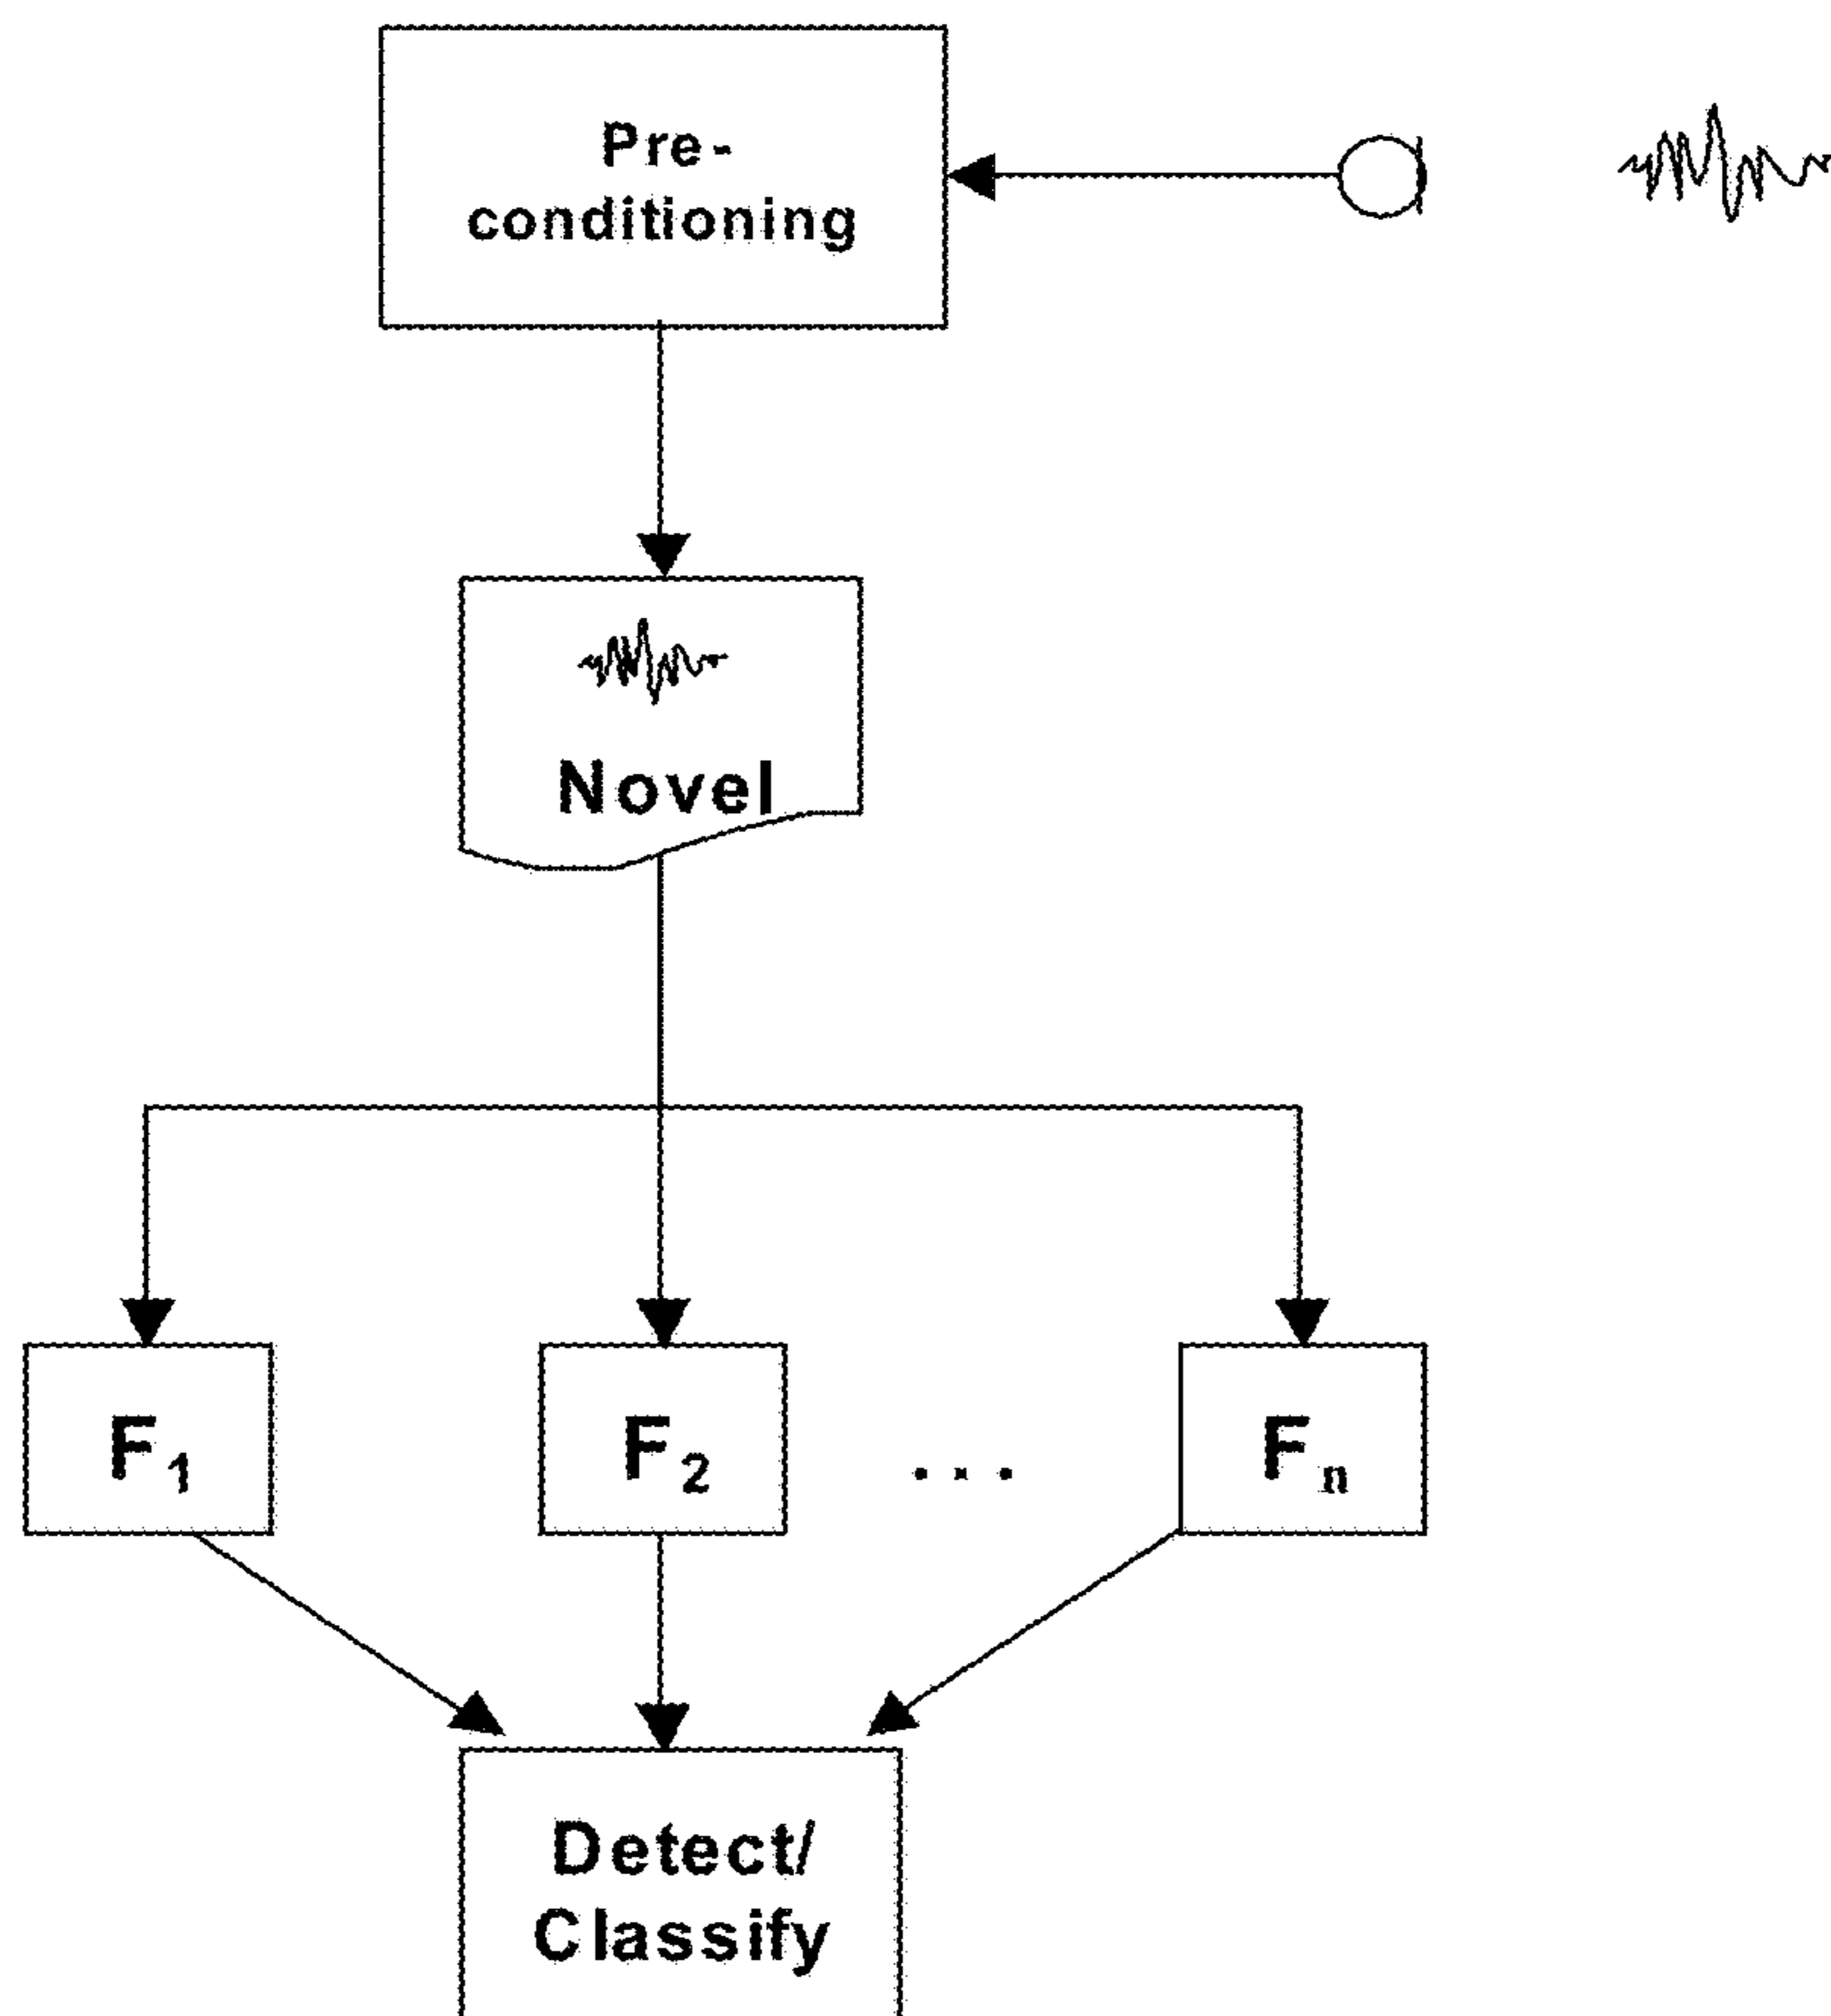 Pre-
conditioning
Novel
F1 F2 ... Fn
Detect/
Classify